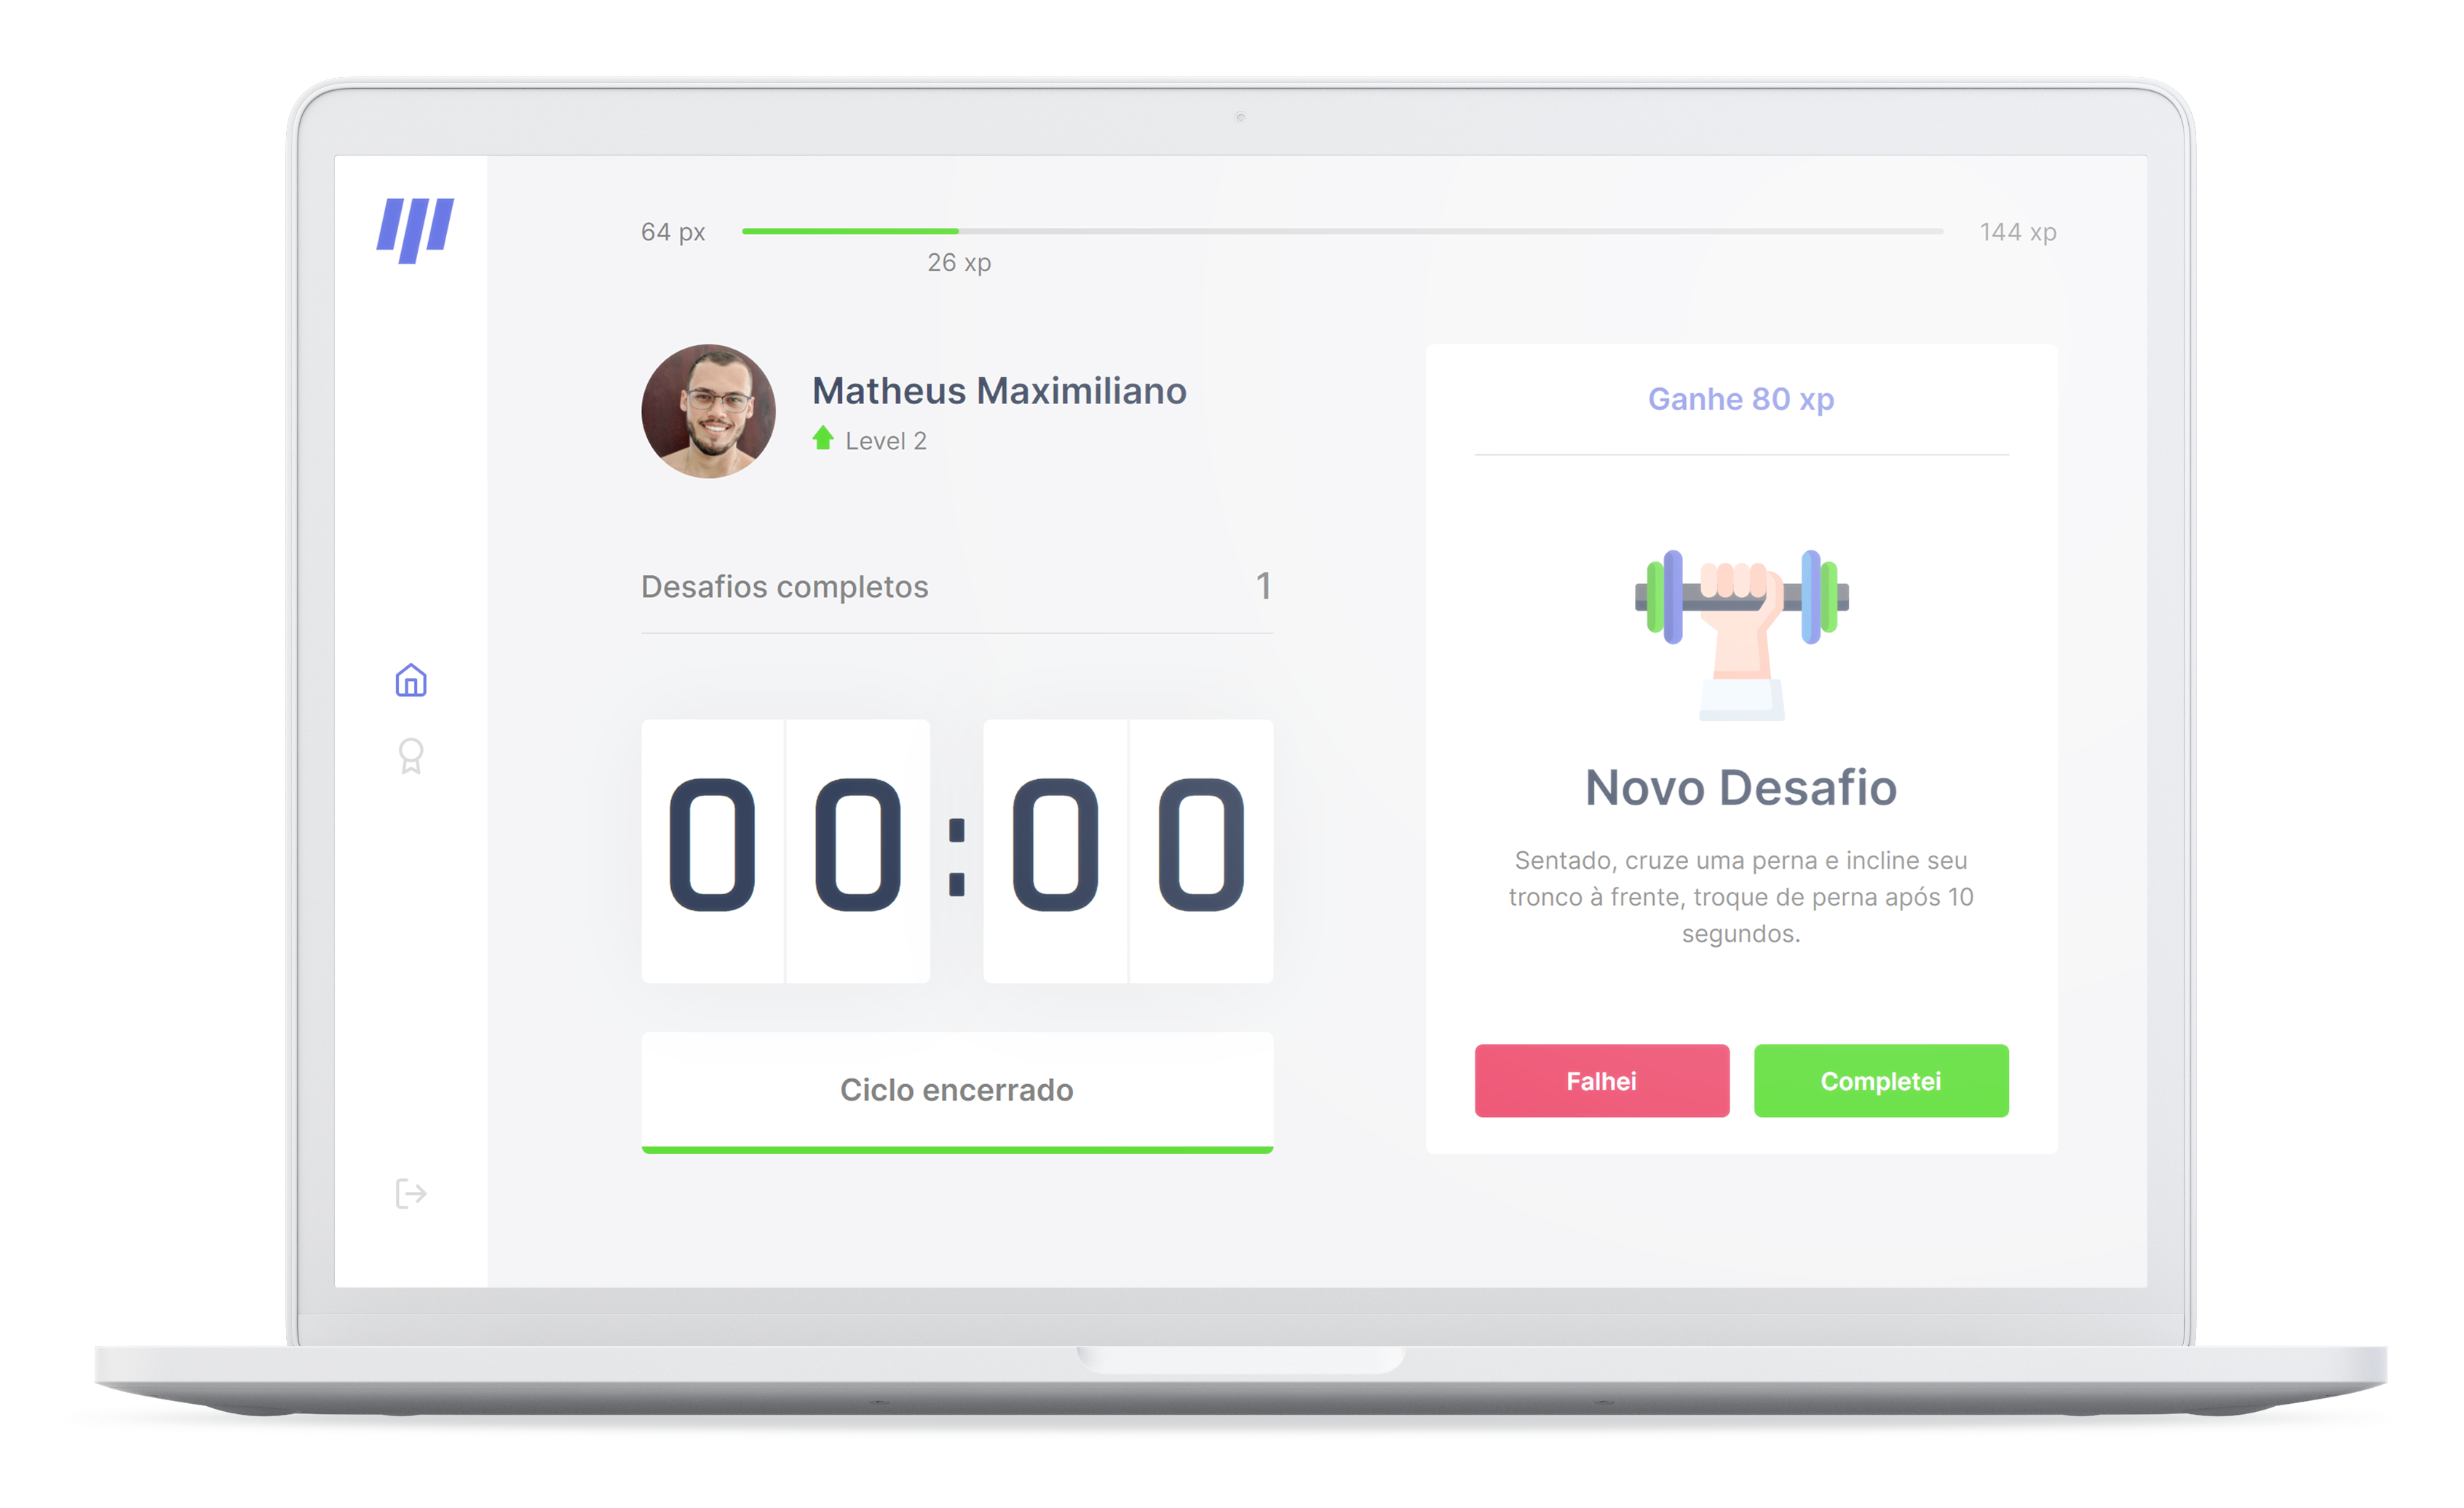 64 px
144 xp
26 xp
Matheus Maximiliano
Level 2
Desafios completos
1
00:00
Ciclo encerrado
Ganhe 80 xp
Novo Desafio
Sentado, cruze uma perna e incline seu
tronco à frente, troque de perna após 10
segundos.
Falhei
Completei